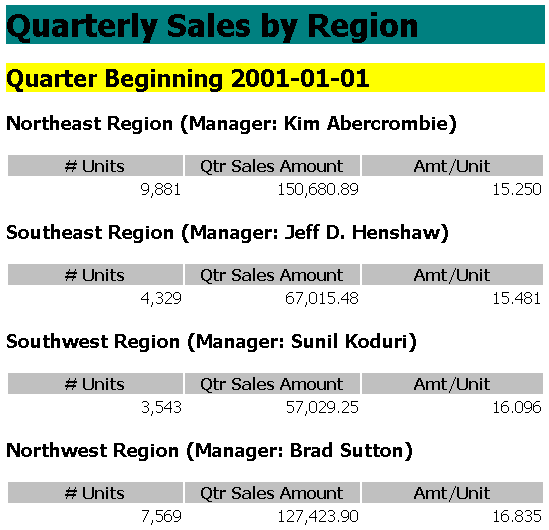 Quarterly Sales by Region
Quarter Beginning 2001-01-01
Northeast Region (Manager: Kim Abercrombie)
# Units Qtr Sales Amount Amt/Unit
9,881 150,680.89 15.250
Southeast Region (Manager: Jeff D. Henshaw)
# Units Qtr Sales Amount Amt/Unit
4,329 67,015.48 15.481
Southwest Region (Manager: Sunil Koduri)
# Units Qtr Sales Amount Amt/Unit
3,543 57,029.25 16.096
Northwest Region (Manager: Brad Sutton)
# Units Qtr Sales Amount Amt/Unit
7,569 127,423.90 16.835